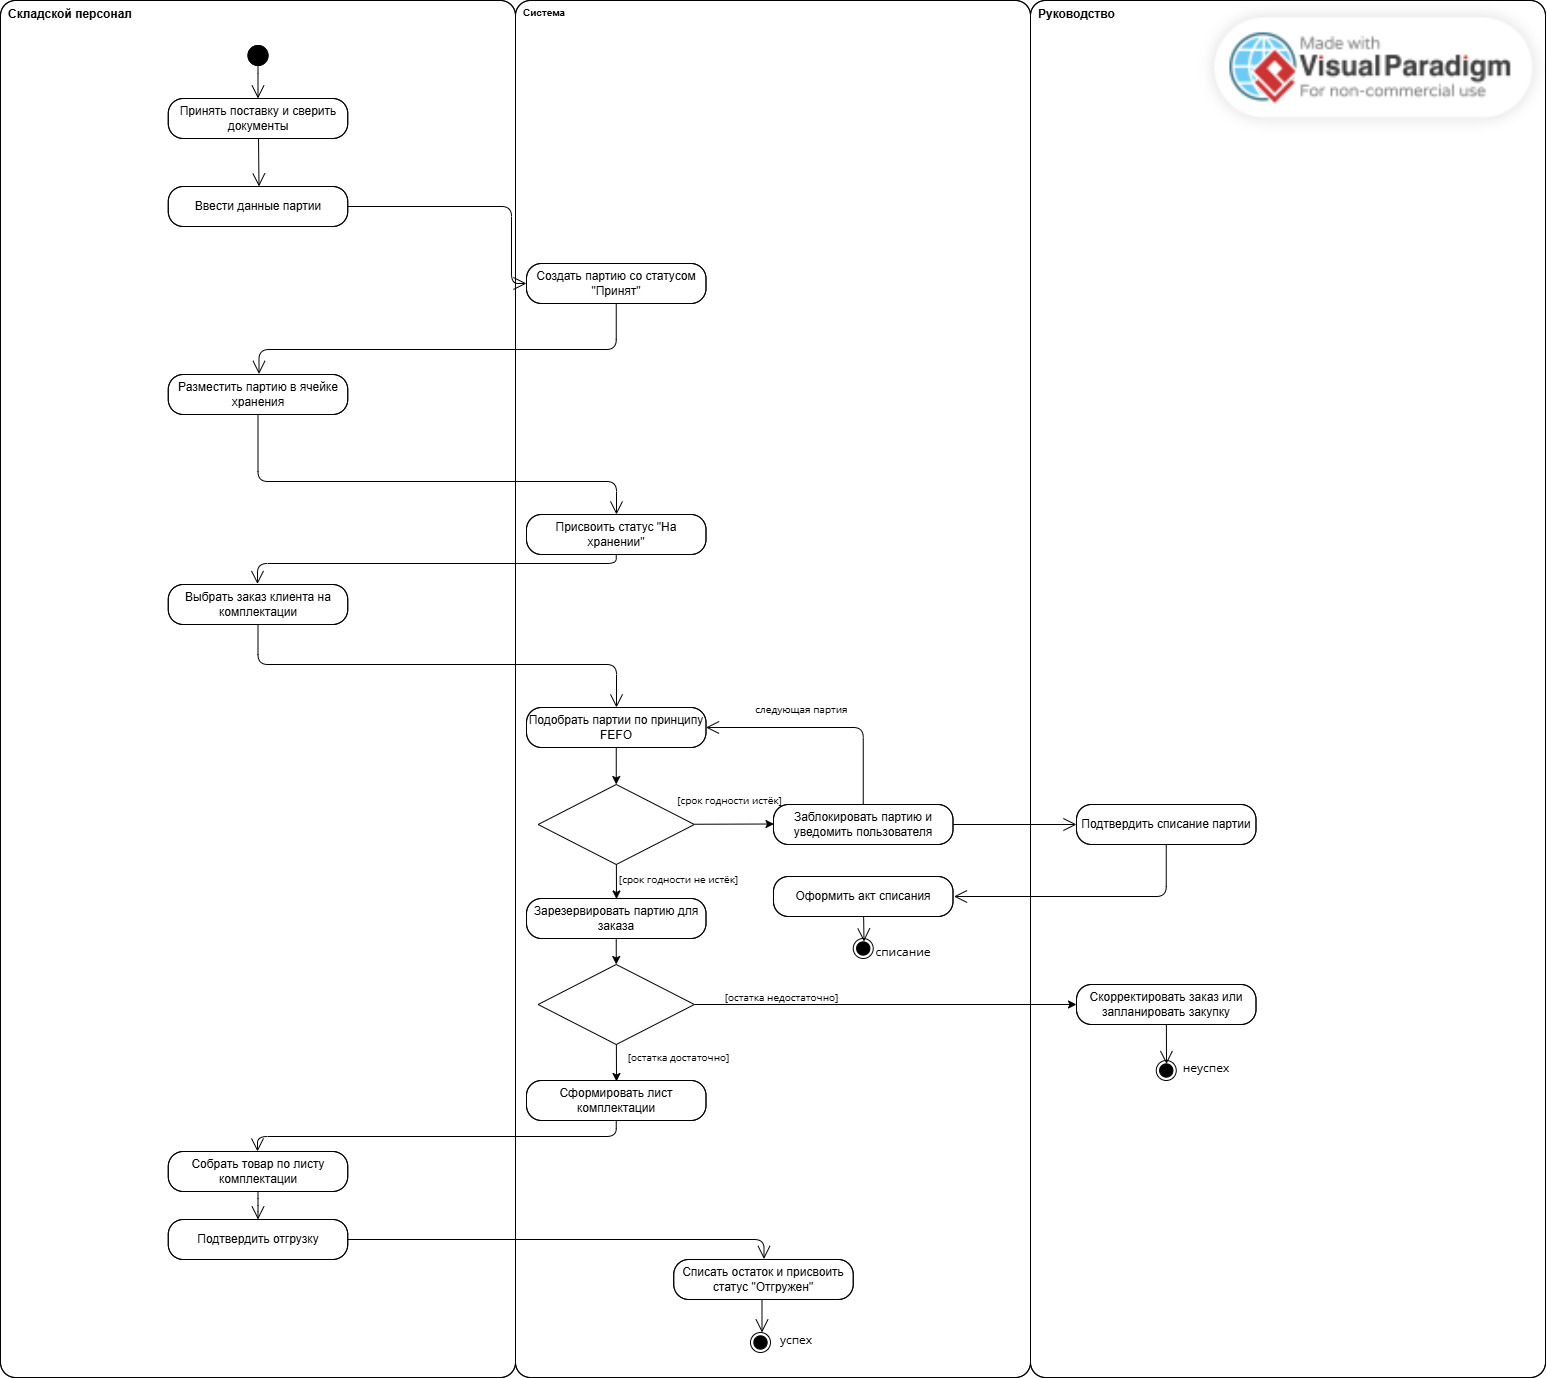 Складской персонал
Система
Руководство
Made with
Visual Paradigm
For non-commercial use
Принять поставку и сверить
документы
Ввести данные партии
Создать партию со статусом
"Принят"
Разместить партию в ячейке
хранения
Присвоить статус "На
хранении"
Выбрать заказ клиента на
комплектации
Подобрать партии по принципу
FEFO
следующая партия
[срок годности истёк]
Заблокировать партию и
уведомить пользователя
Подтвердить списание партии
[срок годности не истёк]
Оформить акт списания
Зарезервировать партию для
заказа
списание
[остатка недостаточно]
Скорректировать заказ или
запланировать закупку
[остатка достаточно]
неуспех
Сформировать лист
комплектации
Собрать товар по листу
комплектации
Подтвердить отгрузку
Списать остаток и присвоить
статус "Отгружен"
успех